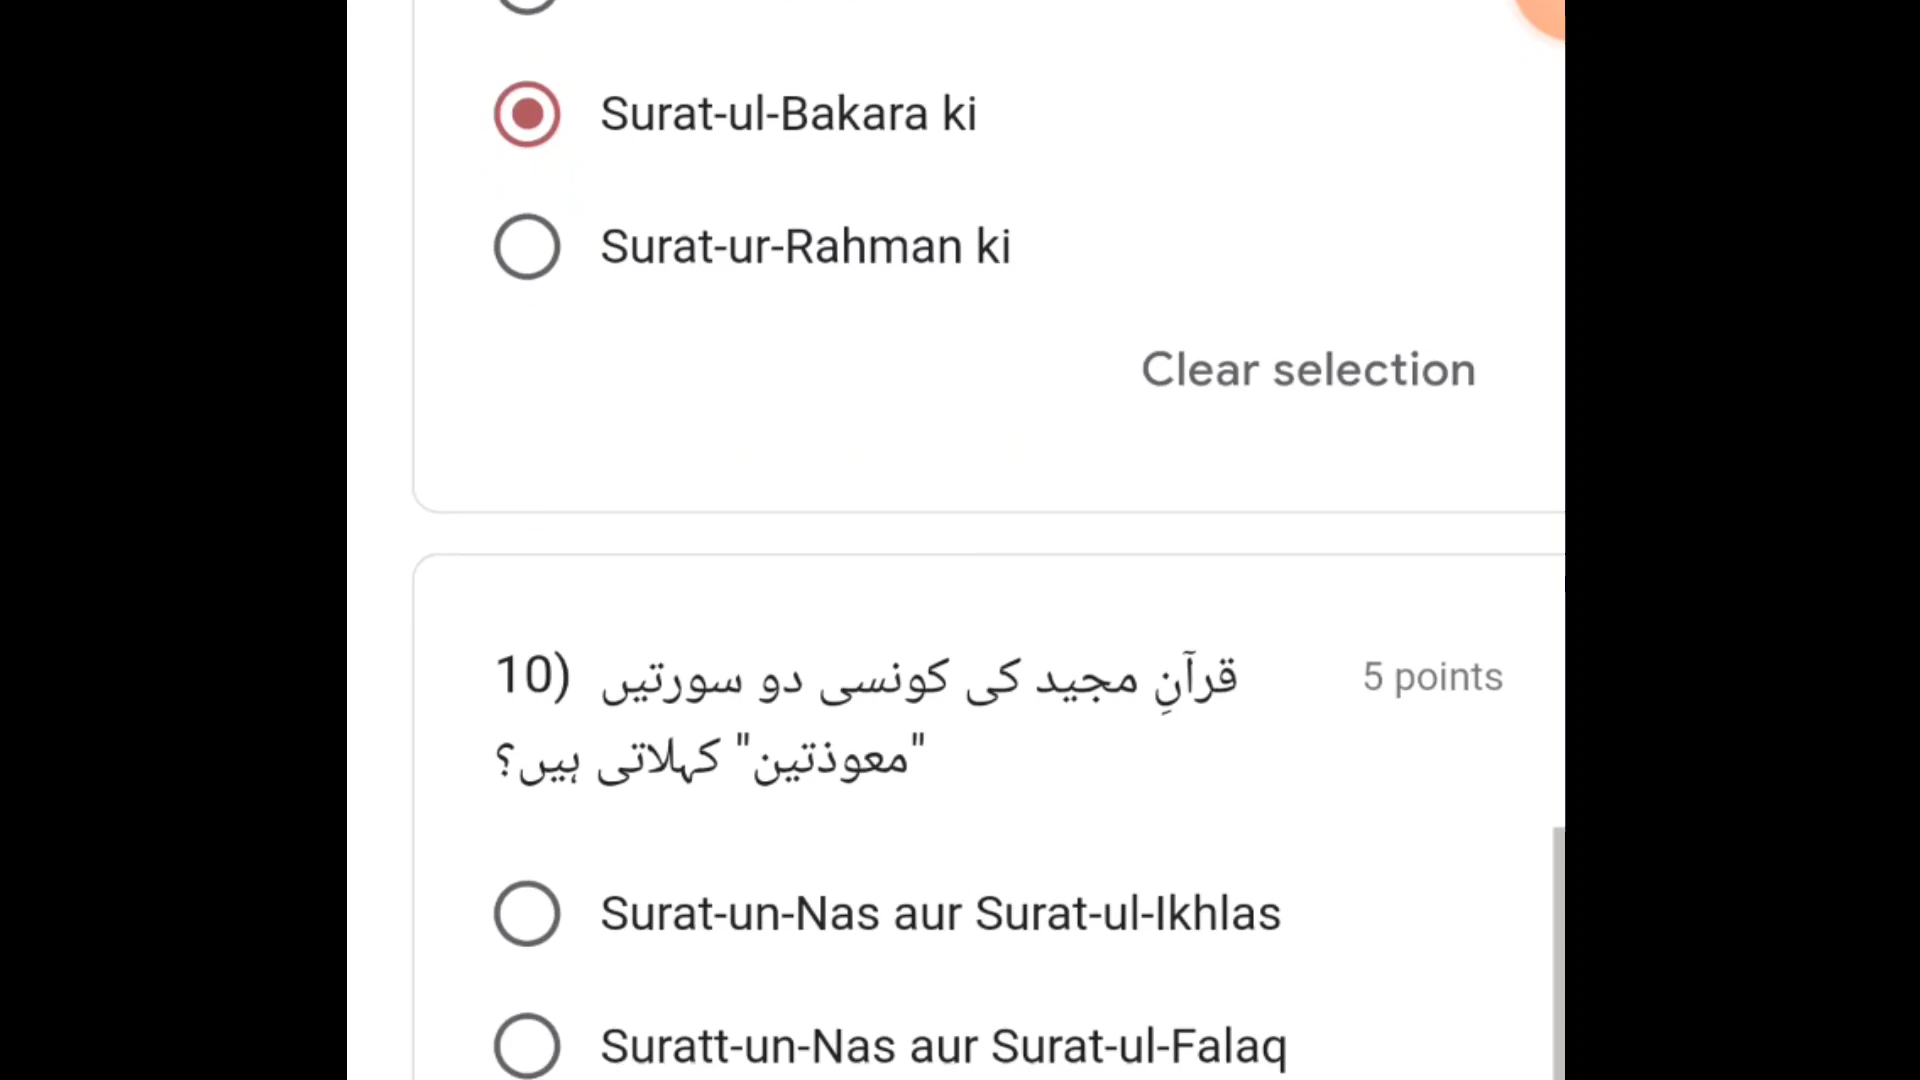 Surat-ul-Bakara ki
Surat-ur-Rahman ki
Clear selection
10) قرآنِ مجید کی کونسی دو سورتیں
5 points
"معوذتین" کہلاتی ہیں؟
Surat-un-Nas aur Surat-ul-Ikhlas
Suratt-un-Nas aur Surat-ul-Falaq